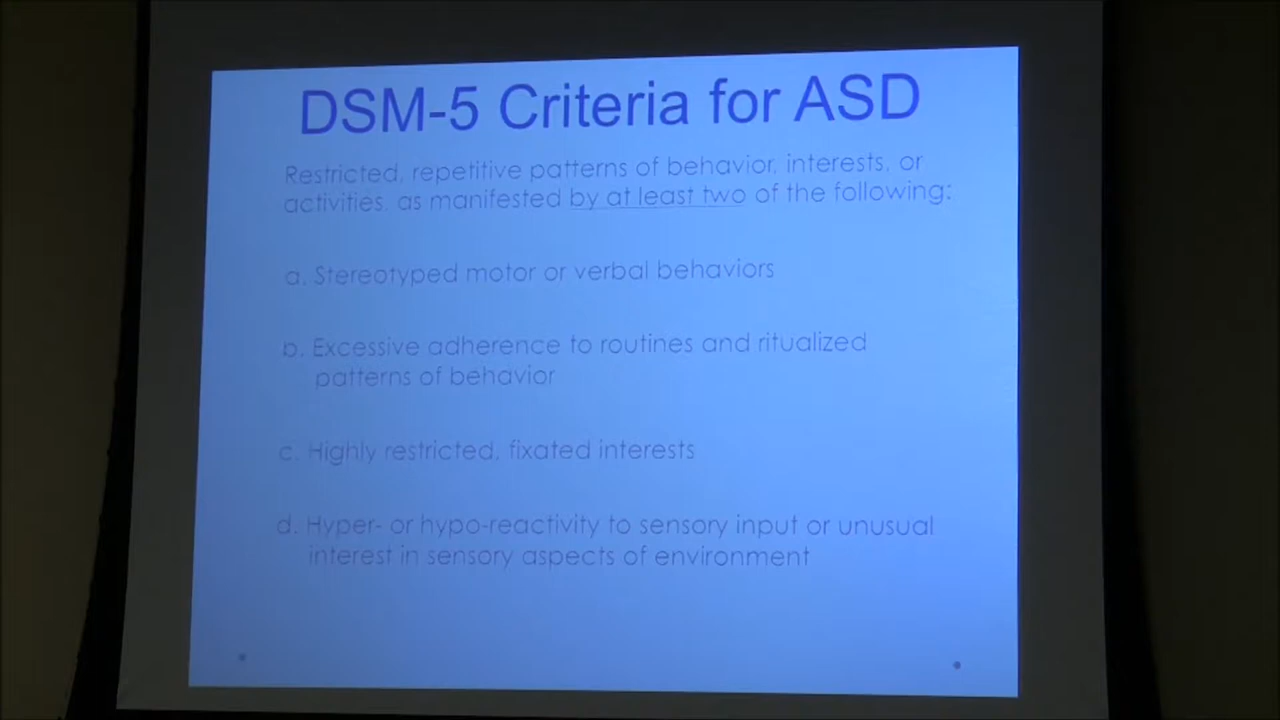 DSM-5 Criteria for ASD
Restricted, repetitive patterns of behavior, interests, or
activities, as manifested by at least two of the following:
a. Stereotyped motor or verbal behaviors
b. Excessive adherence to routines and ritualized
patterns of behavior
c. Highly restricted, fixated interests
d. Hyper- or hypo-reactivity to sensory input or unusual
interest in sensory aspects of environment